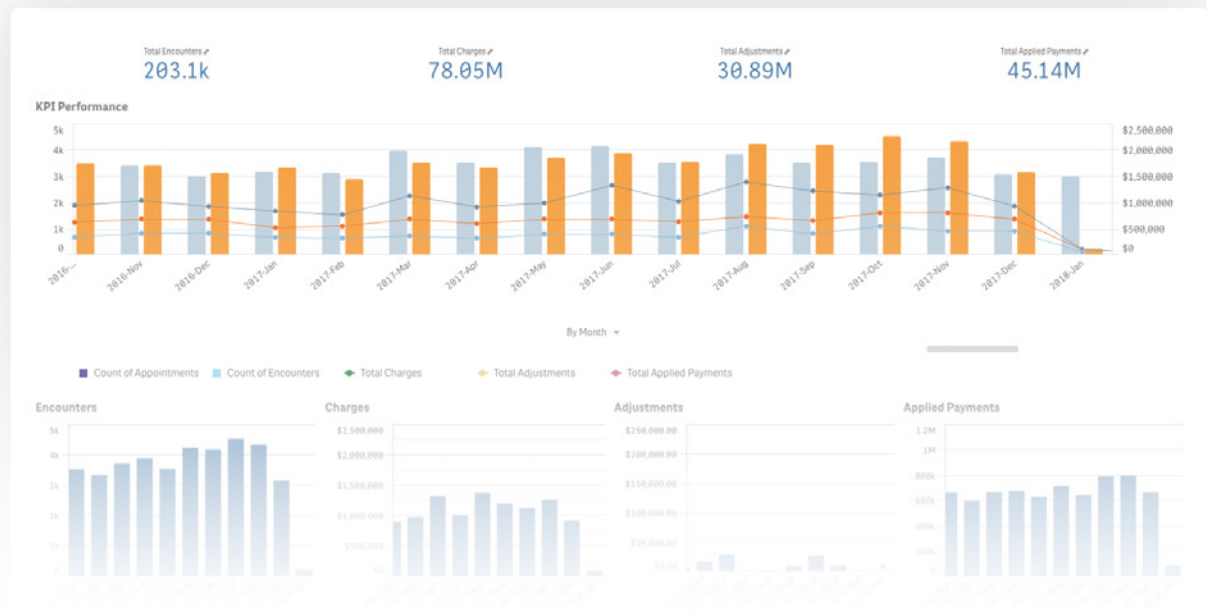 Total Encounters
Total Charges
Total Adjustments
Total Applied Payments
203.1k
78.05M
30.89M
45.14M
KPI Performance
5k
4k
3k
2k
1k
0
$2,500,000
$2,000,000
$1,500,000
$1,000,000
$500,000
$0
2016-...
2016-Nov
2016-Dec
2017-Jan
2017-Feb
2017-Mar
2017-Apr
2017-May
2017-Jun
2017-Jul
2017-Aug
2017-Sep
2017-Oct
2017-Nov
2017-Dec
2018-Jan
By Month
Count of Appointments
Count of Encounters
Total Charges
Total Adjustments
Total Applied Payments
Encounters
5k
4k
3k
2k
1k
Charges
$2,500,000
$2,000,000
$1,500,000
$1,000,000
$500,000
$0
Adjustments
$250,000.00
$200,000.00
$150,000.00
$100,000.00
$0.00
Applied Payments
1.2M
1M
800k
600k
400k
200k
0